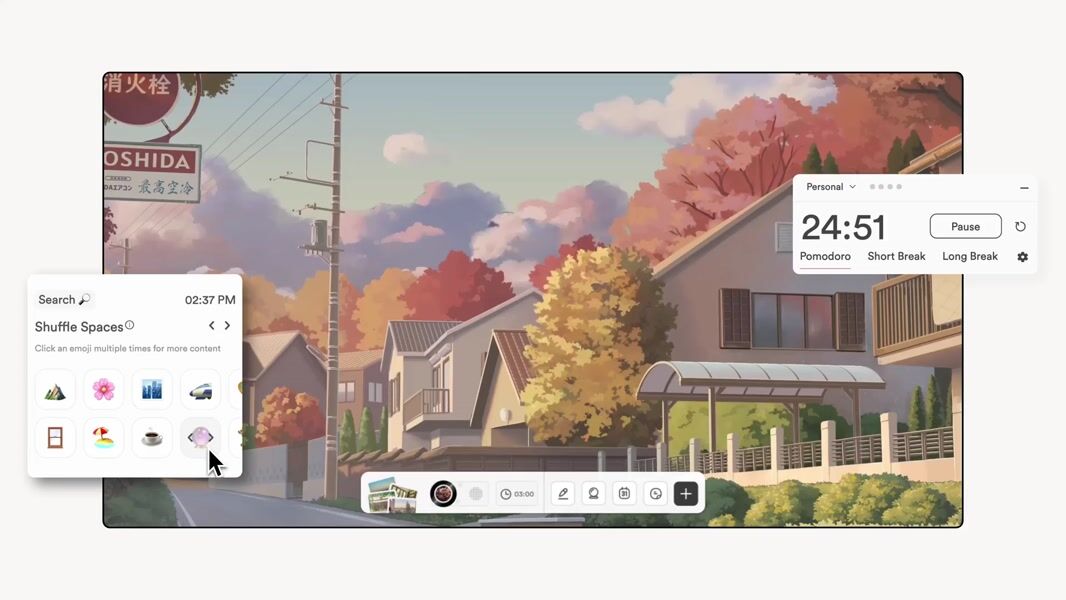 消火栓
OSHIDA
DAエアコン 最高空冷
Personal
24:51
Pause
Pomodoro Short Break Long Break
Search 02:37 PM
Shuffle Spaces
Click an emoji multiple times for more content
03:00
31